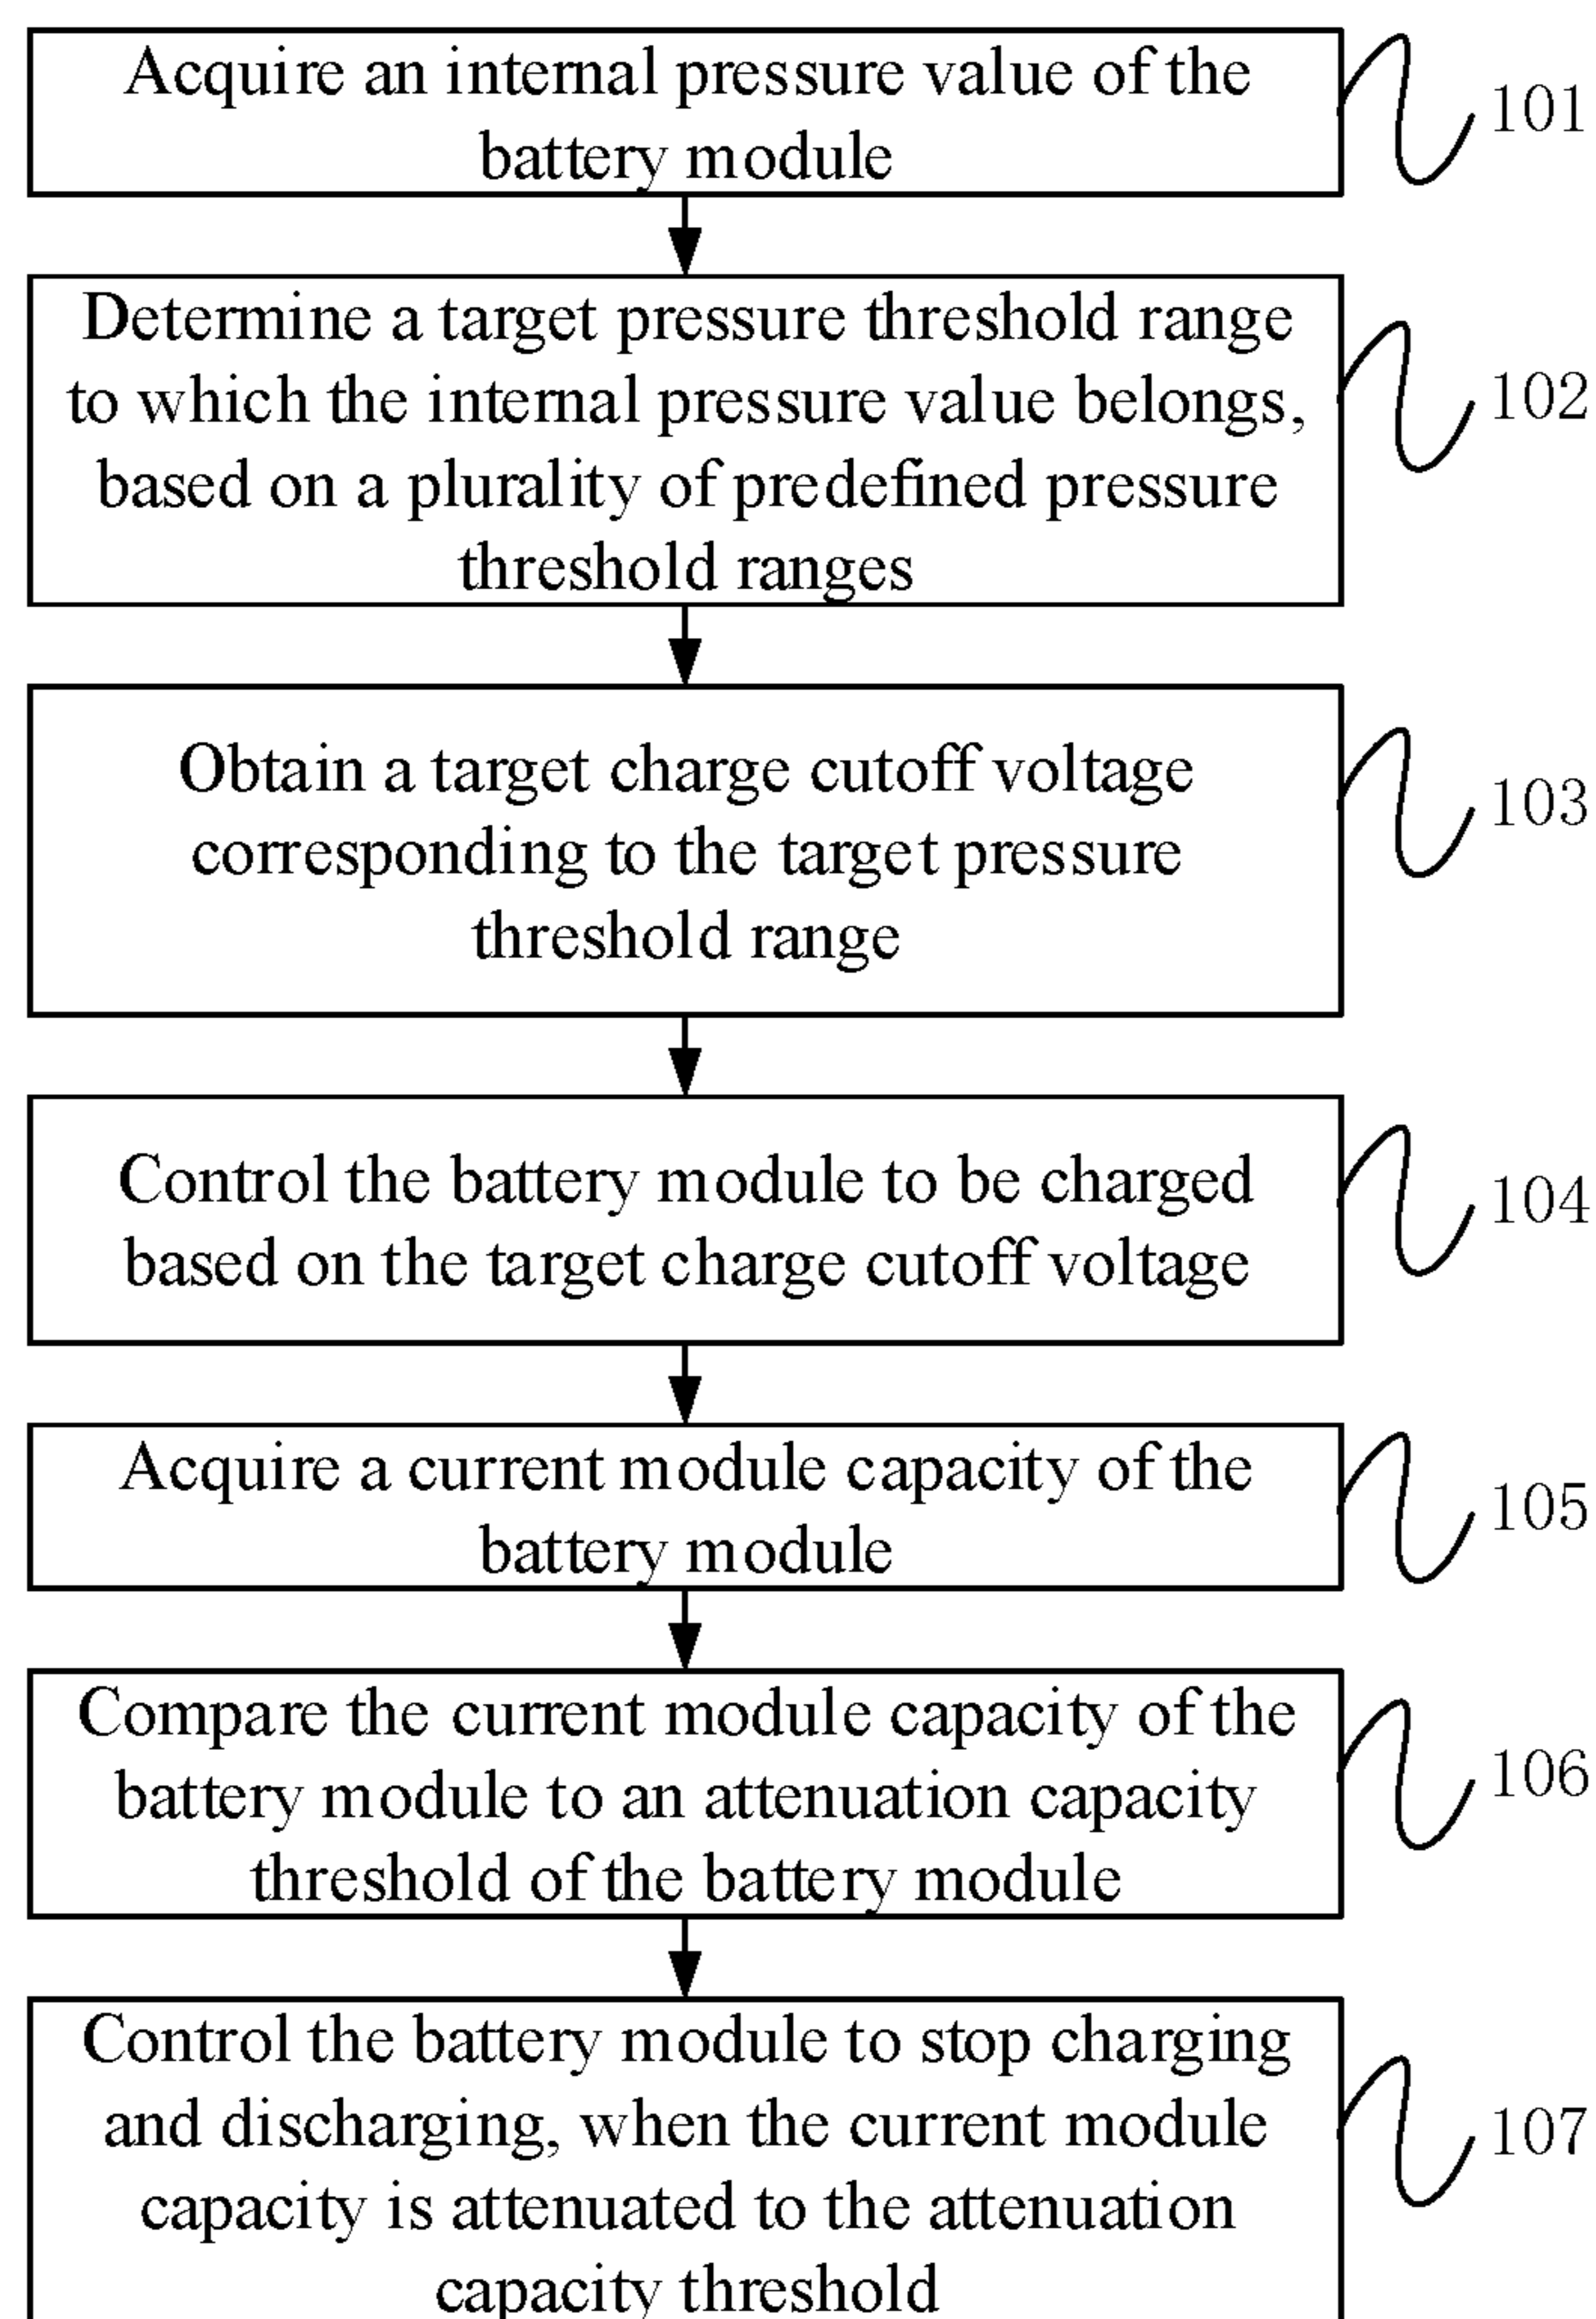 Acquire an internal pressure value of the
battery module
101
Determine a target pressure threshold range
to which the internal pressure value belongs,
based on a plurality of predefined pressure
threshold ranges
102
Obtain a target charge cutoff voltage
corresponding to the target pressure
threshold range
103
Control the battery module to be charged
based on the target charge cutoff voltage
104
Acquire a current module capacity of the
battery module
105
Compare the current module capacity of the
battery module to an attenuation capacity
threshold of the battery module
106
Control the battery module to stop charging
and discharging, when the current module
capacity is attenuated to the attenuation
capacity threshold
107